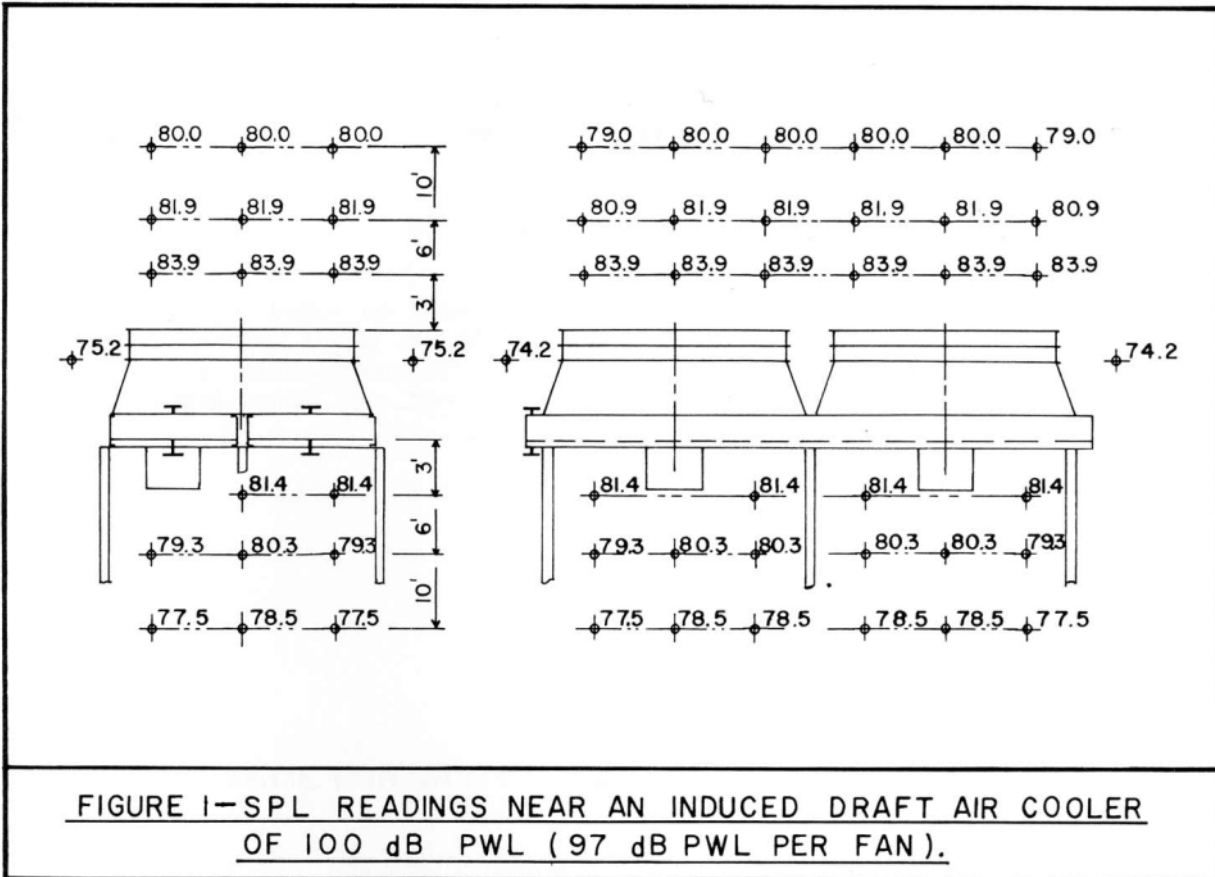 80.0 80.0 80.0 79.0 80.0 80.0 80.0 80.0 79.0
10'
81.9 81.9 81.9 80.9 81.9 81.9 81.9 81.9 80.9
6'
83.9 83.9 83.9 83.9 83.9 83.9 83.9 83.9 83.9
3'
75.2 75.2 74.2 74.2
3'
81.4 81.4 81.4 81.4 81.4 81.4
6'
79.3 80.3 79.3 79.3 80.3 80.3 80.3 80.3 79.3
10'
77.5 78.5 77.5 77.5 78.5 78.5 78.5 78.5 77.5
FIGURE 1-SPL READINGS NEAR AN INDUCED DRAFT AIR COOLER
OF 100 dB PWL (97 dB PWL PER FAN).